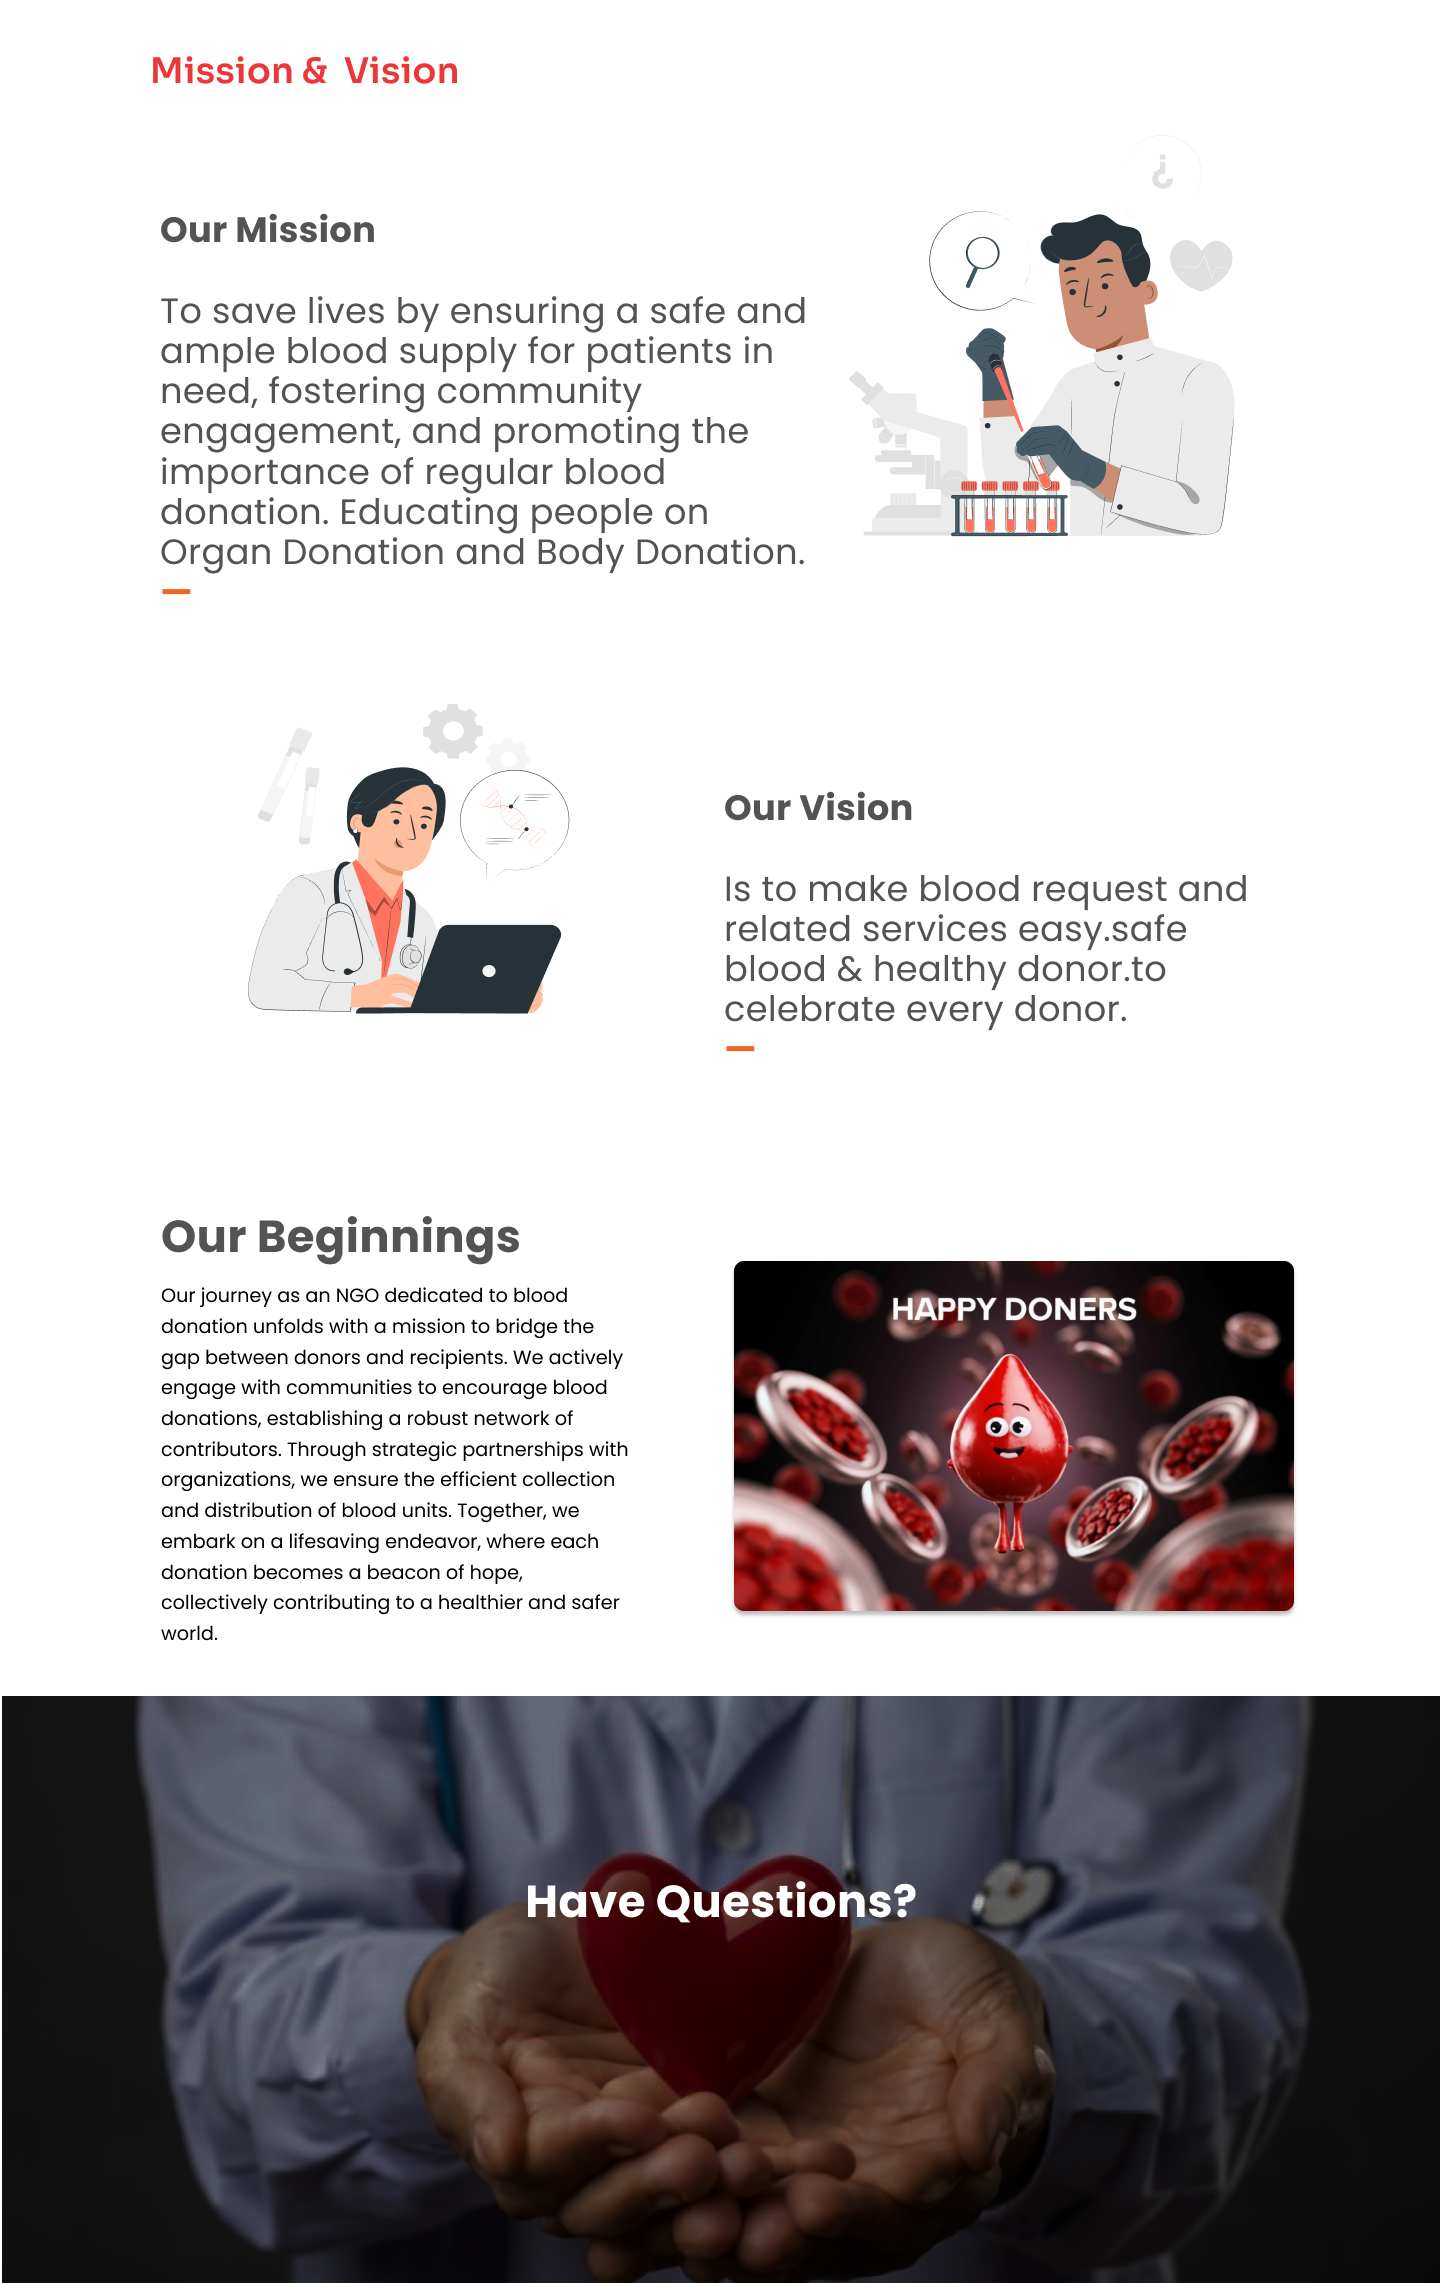 Mission & Vision
Our Mission
To save lives by ensuring a safe and
ample blood supply for patients in
need, fostering community
engagement, and promoting the
importance of regular blood
donation. Educating people on
Organ Donation and Body Donation.
¿
Our Vision
Is to make blood request and
related services easy.safe
blood & healthy donor.to
celebrate every donor.
Our Beginnings
Our journey as an NGO dedicated to blood
donation unfolds with a mission to bridge the
gap between donors and recipients. We actively
engage with communities to encourage blood
donations, establishing a robust network of
contributors. Through strategic partnerships with
organizations, we ensure the efficient collection
and distribution of blood units. Together, we
embark on a lifesaving endeavor, where each
donation becomes a beacon of hope,
collectively contributing to a healthier and safer
world.
HAPPY DONERS
Have Questions?